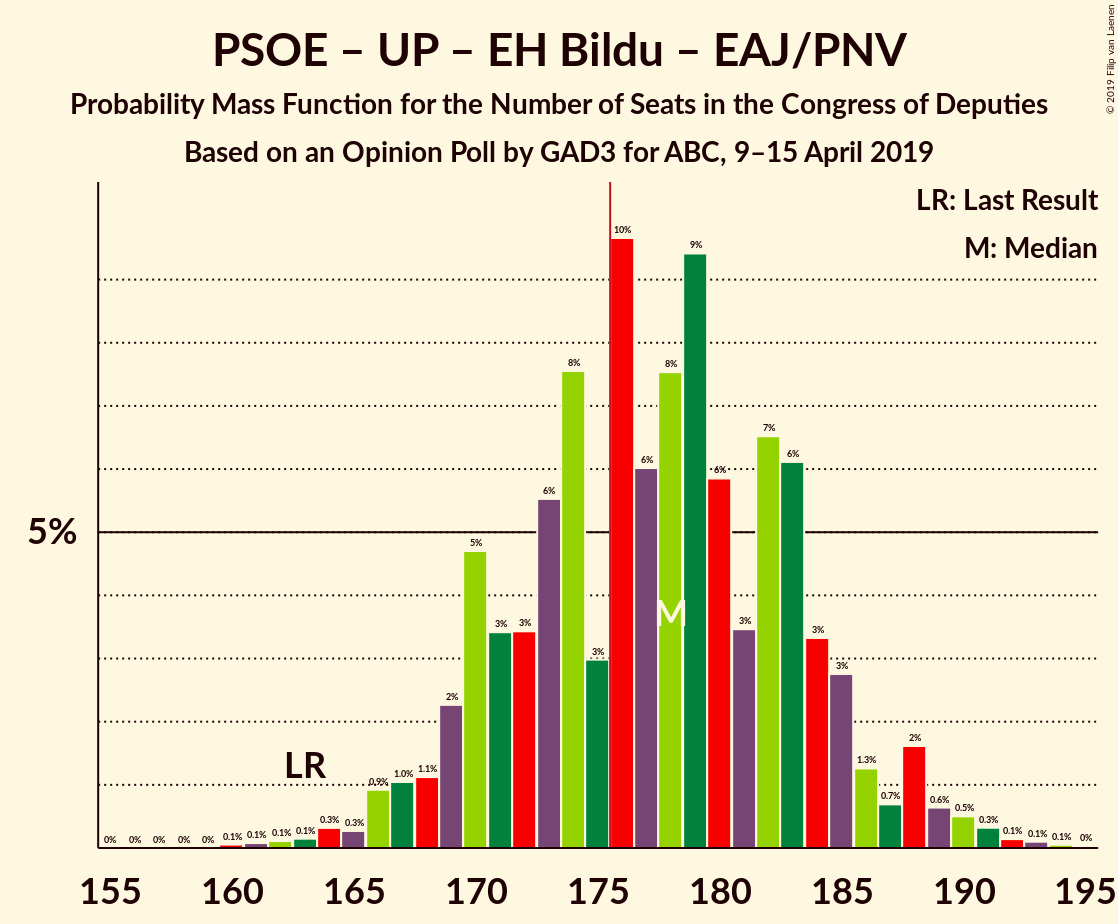 PSOE – UP – EH Bildu – EAJ/PNV
Probability Mass Function for the Number of Seats in the Congress of Deputies
Based on an Opinion Poll by GAD3 for ABC, 9–15 April 2019
© 2019 Filip van Laenen
LR: Last Result
M: Median
5%
0% 0% 0% 0% 0% 0.1% 0.1% 0.1% 0.1% 0.3% 0.3% 0.9% 1.0% 1.1% 2% 5% 3% 3% 6% 8% 3% 10% 6% 8% 9% 6% 3% 7% 6% 3% 3% 1.3% 0.7% 2% 0.6% 0.5% 0.3% 0.1% 0.1% 0.1% 0%
LR
M
155 160 165 170 175 180 185 190 195